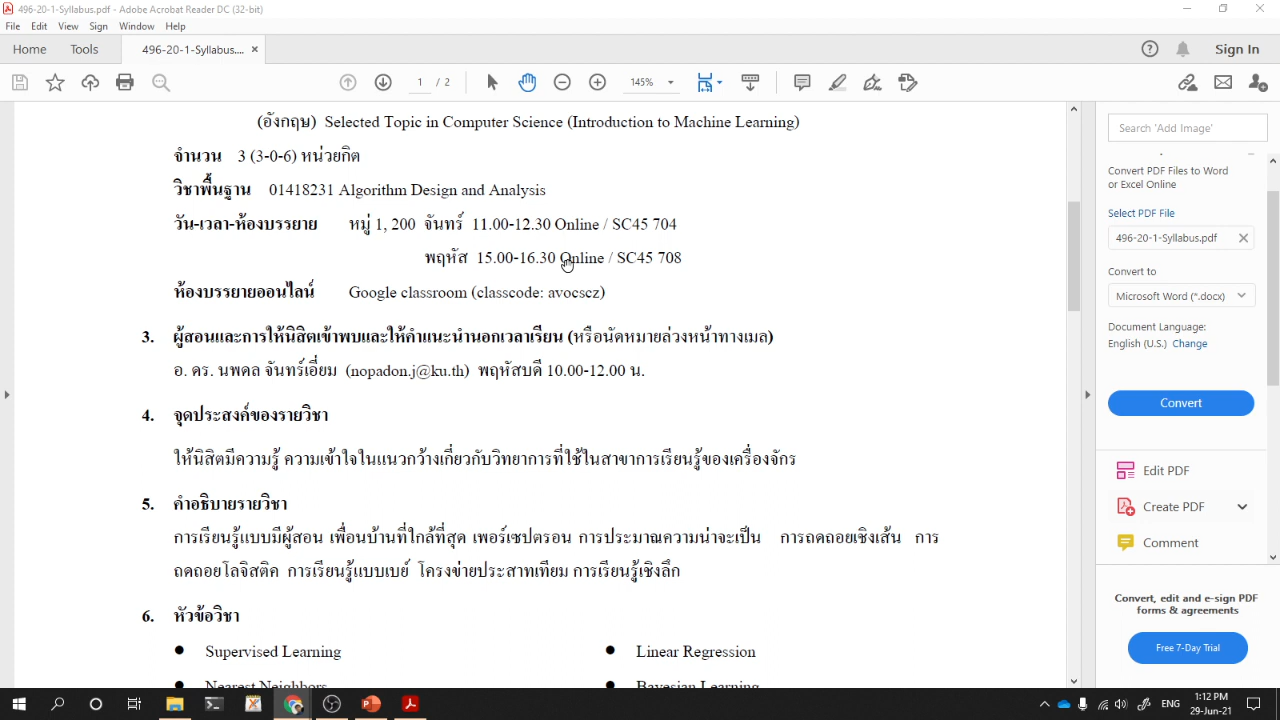 496-20-1-Syllabus.pdf - Adobe Acrobat Reader DC (32-bit)
File Edit View Sign Window Help
Home Tools 496-20-1-Syllabus.... × Sign In
1 / 2 145%
(อังกฤษ) Selected Topic in Computer Science (Introduction to Machine Learning)
จำนวน 3 (3-0-6) หน่วยกิต
วิชาพื้นฐาน 01418231 Algorithm Design and Analysis
วัน-เวลา-ห้องบรรยาย หมู่ 1, 200 จันทร์ 11.00-12.30 Online / SC45 704
พฤหัส 15.00-16.30 Online / SC45 708
ห้องบรรยายออนไลน์ Google classroom (classcode: avocscz)
3. ผู้สอนและการให้นิสิตเข้าพบและให้คำแนะนำนอกเวลาเรียน (หรือนัดหมายล่วงหน้าทางเมล)
อ. ดร. นพดล จันทร์เอี่ยม (nopadon.j@ku.th) พฤหัสบดี 10.00-12.00 น.
4. จุดประสงค์ของรายวิชา
ให้นิสิตมีความรู้ ความเข้าใจในแนวกว้างเกี่ยวกับวิทยาการที่ใช้ในสาขาการเรียนรู้ของเครื่องจักร
5. คำอธิบายรายวิชา
การเรียนรู้แบบมีผู้สอน เพื่อนบ้านที่ใกล้ที่สุด เพอร์เซปตรอน การประมาณความน่าจะเป็น การถดถอยเชิงเส้น การ
ถดถอยโลจิสติค การเรียนรู้แบบเบย์ โครงข่ายประสาทเทียม การเรียนรู้เชิงลึก
6. หัวข้อวิชา
● Supervised Learning ● Linear Regression
● Nearest Neighbors ● Bayesian Learning
Search 'Add Image'
Convert PDF Files to Word
or Excel Online
Select PDF File
496-20-1-Syllabus.pdf
Convert to
Microsoft Word (*.docx)
Document Language:
English (U.S.) Change
Convert
Edit PDF
Create PDF
Comment
Convert, edit and e-sign PDF
forms & agreements
Free 7-Day Trial
ENG 1:12 PM
29-Jun-21